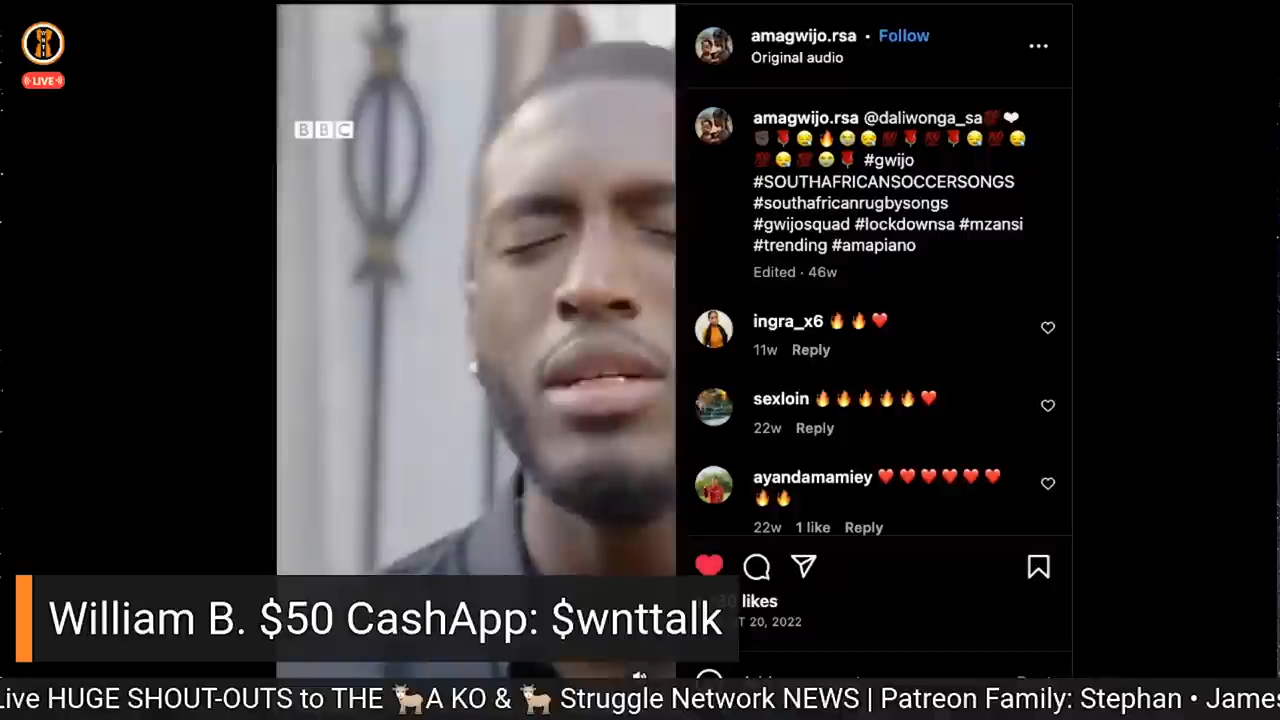 LIVE
BBC
amagwijo.rsa • Follow
Original audio
amagwijo.rsa @daliwonga_sa💯❤
✊🏿🌹😪🔥😭😪💯🌹💯🌹😪💯😪
💯😪💯😭🌹 #gwijo
#SOUTHAFRICANSOCCERSONGS
#southafricanrugbysongs
#gwijosquad #lockdownsa #mzansi
#trending #amapiano
Edited · 46w
ingra_x6 🔥🔥❤️
11w Reply
sexloin 🔥🔥🔥🔥🔥❤️
22w Reply
ayandamamiey ❤️❤️❤️❤️❤️❤️
🔥🔥
22w 1 like Reply
likes
T 20, 2022
William B. $50 CashApp: $wnttalk
Live HUGE SHOUT-OUTS to THE 🐐A KO & 🐐 Struggle Network NEWS | Patreon Family: Stephan • James